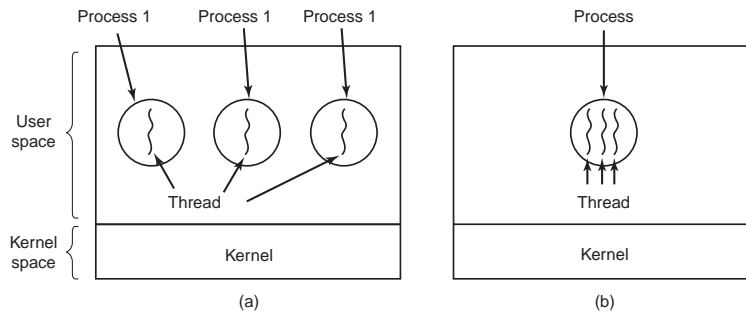 Process 1 Process 1 Process 1
Process
User
space
Thread
Thread
Kernel
space
Kernel
Kernel
(a)
(b)